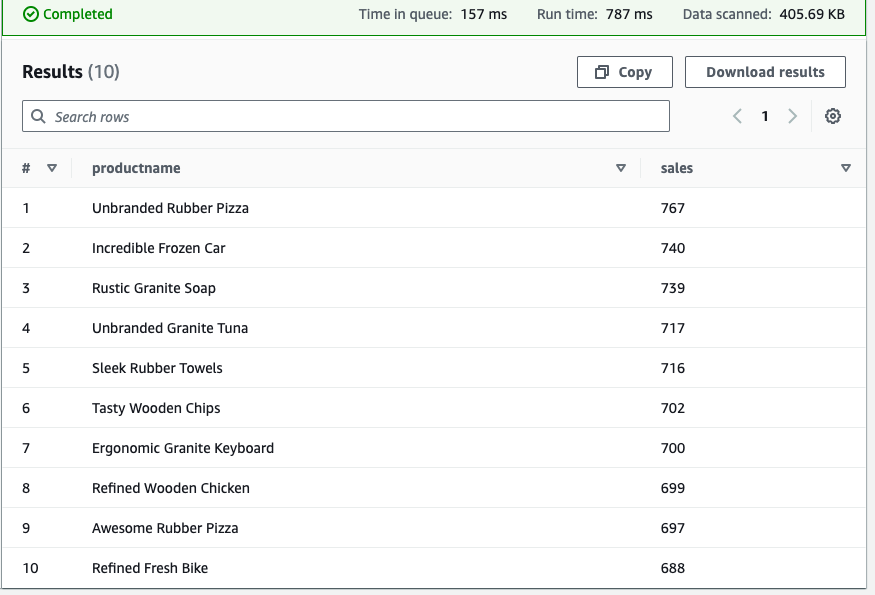 Completed Time in queue: 157 ms Run time: 787 ms Data scanned: 405.69 KB
Results (10) Copy Download results
Search rows 1
# productname sales
1 Unbranded Rubber Pizza 767
2 Incredible Frozen Car 740
3 Rustic Granite Soap 739
4 Unbranded Granite Tuna 717
5 Sleek Rubber Towels 716
6 Tasty Wooden Chips 702
7 Ergonomic Granite Keyboard 700
8 Refined Wooden Chicken 699
9 Awesome Rubber Pizza 697
10 Refined Fresh Bike 688